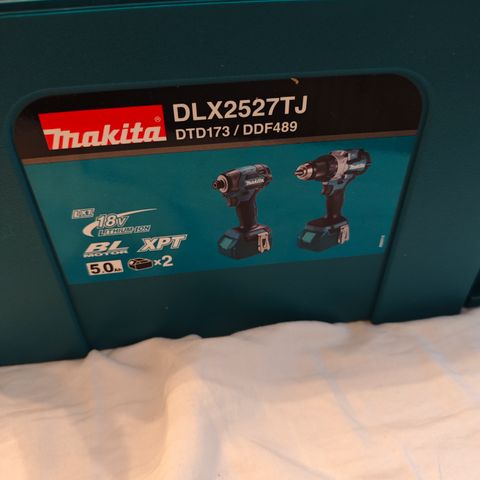 makita
DLX2527TJ
DTD173 / DDF489
LXT
18V
LITHIUM-ION
BL
MOTOR
XPT
5.0Ah
×2